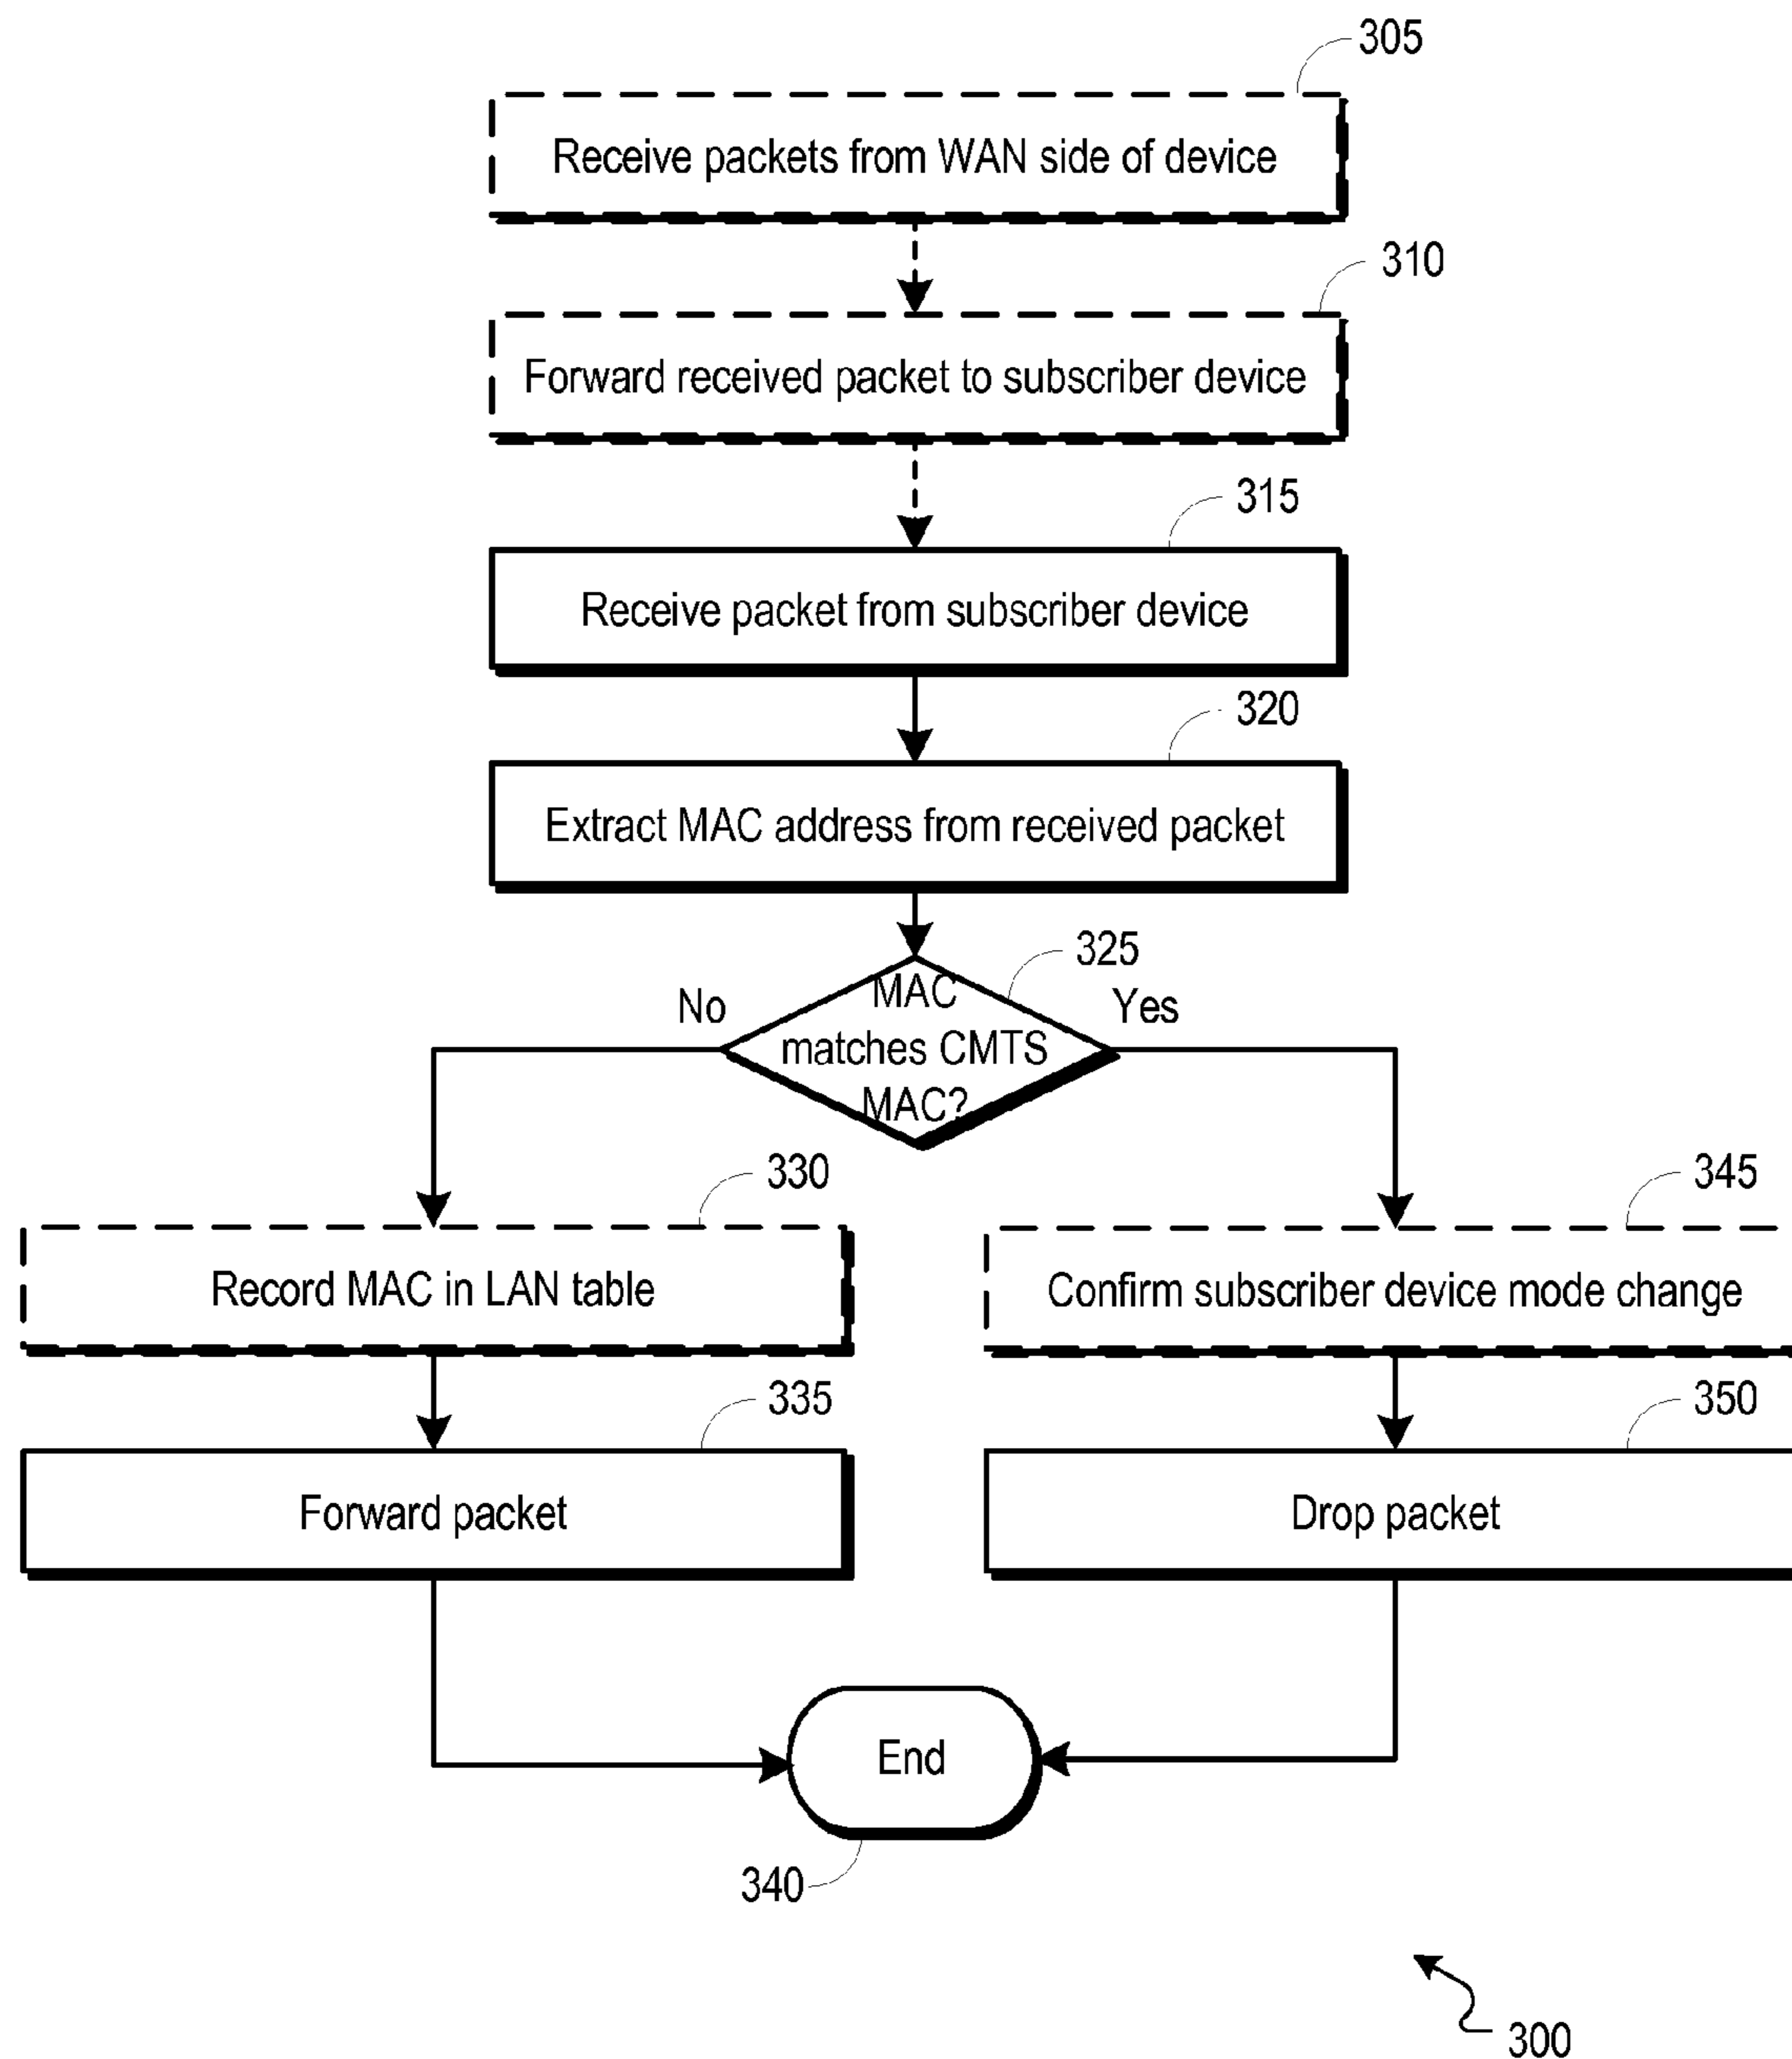 305
Receive packets from WAN side of device
310
Forward received packet to subscriber device
315
Receive packet from subscriber device
320
Extract MAC address from received packet
325
No
MAC
matches CMTS
MAC?
Yes
330
345
Record MAC in LAN table
Confirm subscriber device mode change
335
350
Forward packet
Drop packet
End
340
300